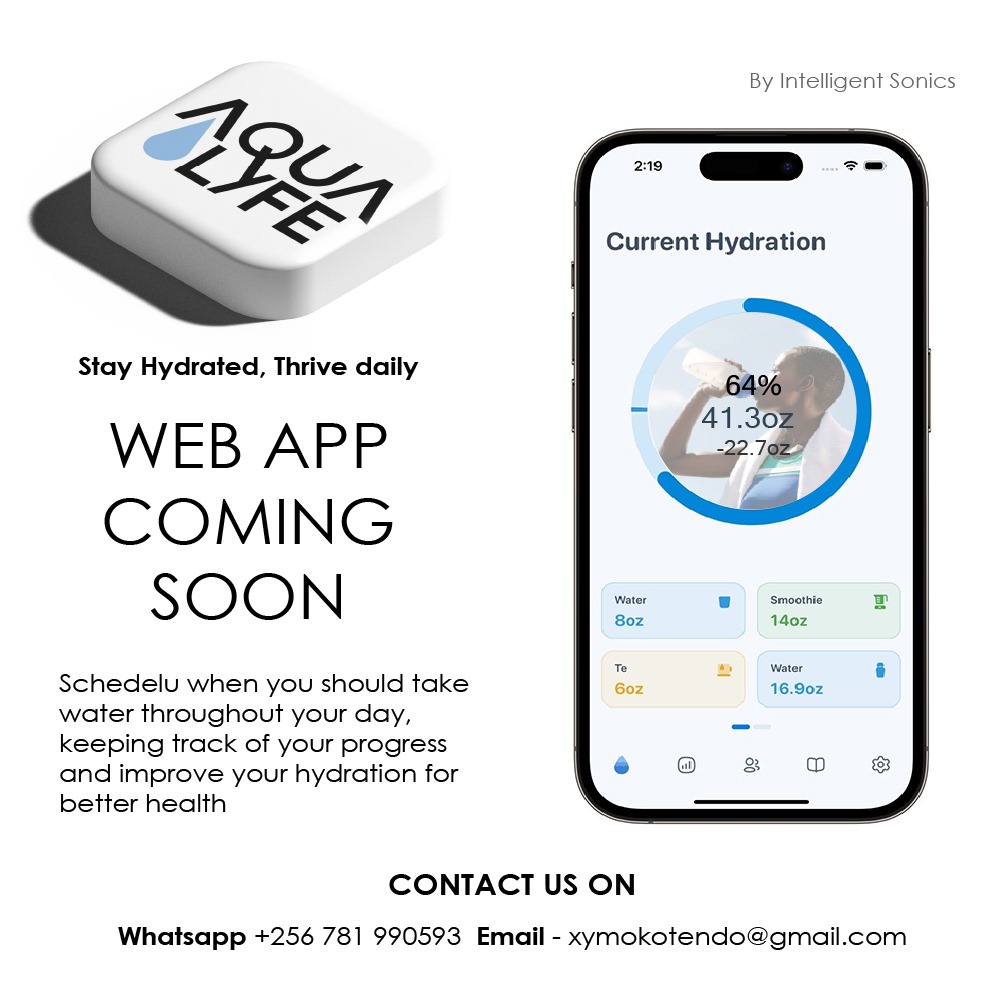 By Intelligent Sonics
AQUA
LYFE
Stay Hydrated, Thrive daily
WEB APP
COMING
SOON
Schedelu when you should take
water throughout your day,
keeping track of your progress
and improve your hydration for
better health
2:19
Current Hydration
64%
41.3oz
-22.7oz
Water
8oz
Smoothie
14oz
Te
6oz
Water
16.9oz
CONTACT US ON
Whatsapp +256 781 990593 Email - xymokotendo@gmail.com